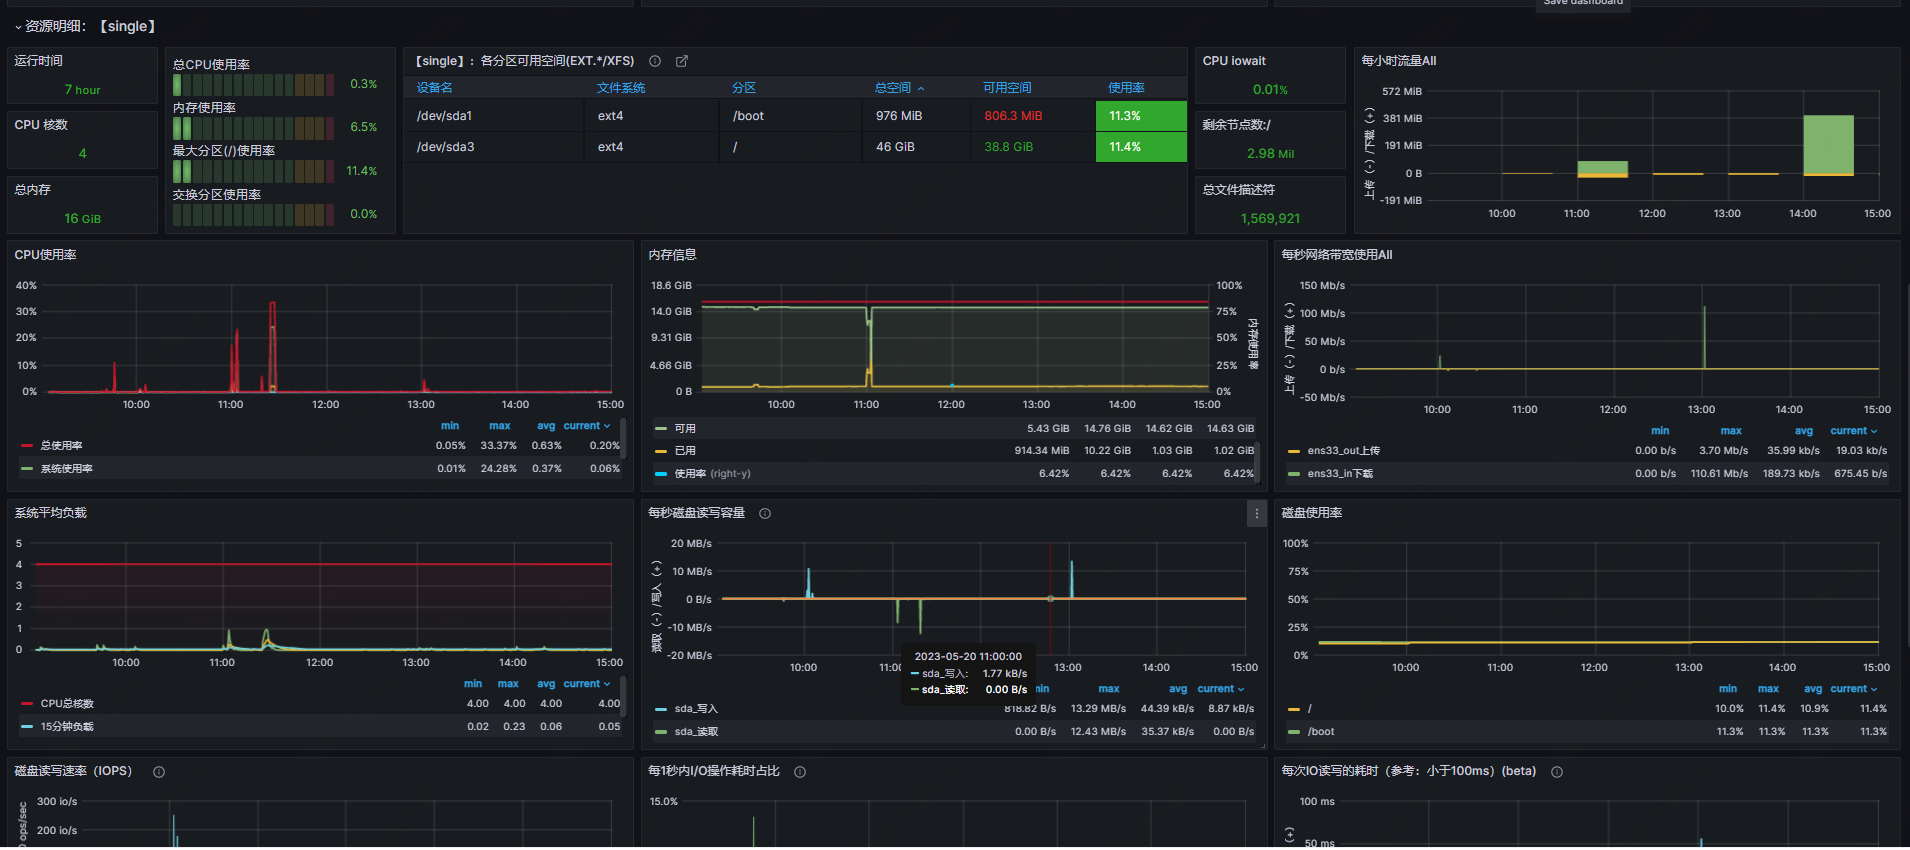 Save dashboard
资源明细：【single】
运行时间
7 hour
CPU 核数
4
总内存
16 GiB
总CPU使用率
0.3%
内存使用率
6.5%
最大分区(/)使用率
11.4%
交换分区使用率
0.0%
【single】：各分区可用空间(EXT.*/XFS)
设备名 文件系统 分区 总空间 可用空间 使用率
/dev/sda1 ext4 /boot 976 MiB 806.3 MiB 11.3%
/dev/sda3 ext4 / 46 GiB 38.8 GiB 11.4%
CPU iowait
0.01%
剩余节点数:/
2.98 Mil
总文件描述符
1,569,921
每小时流量All
上传（-）/下载（+）
572 MiB
381 MiB
191 MiB
0 B
-191 MiB
10:00 11:00 12:00 13:00 14:00 15:00
CPU使用率
40%
30%
20%
10%
0%
10:00 11:00 12:00 13:00 14:00 15:00
min max avg current
总使用率 0.05% 33.37% 0.63% 0.20%
系统使用率 0.01% 24.28% 0.37% 0.06%
内存信息
18.6 GiB 100%
14.0 GiB 75%
9.31 GiB 50%
4.66 GiB 25%
0 B 0%
内存使用率
10:00 11:00 12:00 13:00 14:00 15:00
可用 5.43 GiB 14.76 GiB 14.62 GiB 14.63 GiB
已用 914.34 MiB 10.22 GiB 1.03 GiB 1.02 GiB
使用率 (right-y) 6.42% 6.42% 6.42% 6.42%
每秒网络带宽使用All
上传（-）/下载（+）
150 Mb/s
100 Mb/s
50 Mb/s
0 b/s
-50 Mb/s
10:00 11:00 12:00 13:00 14:00 15:00
min max avg current
ens33_out上传 0.00 b/s 3.70 Mb/s 35.99 kb/s 19.03 kb/s
ens33_in下载 0.00 b/s 110.61 Mb/s 189.73 kb/s 675.45 b/s
系统平均负载
5
4
3
2
1
0
10:00 11:00 12:00 13:00 14:00 15:00
min max avg current
CPU总核数 4.00 4.00 4.00 4.00
15分钟负载 0.02 0.23 0.06 0.05
每秒磁盘读写容量
读取（-）/写入（+）
20 MB/s
10 MB/s
0 B/s
-10 MB/s
-20 MB/s
10:00 11:00 13:00 14:00 15:00
2023-05-20 11:00:00
sda_写入: 1.77 kB/s
sda_读取: 0.00 B/s
min max avg current
sda_写入 818.82 B/s 13.29 MB/s 44.39 kB/s 8.87 kB/s
sda_读取 0.00 B/s 12.43 MB/s 35.37 kB/s 0.00 B/s
磁盘使用率
100%
75%
50%
25%
0%
10:00 11:00 12:00 13:00 14:00 15:00
min max avg current
/ 10.0% 11.4% 10.9% 11.4%
/boot 11.3% 11.3% 11.3% 11.3%
磁盘读写速率（IOPS）
300 io/s
200 io/s
ops/sec
每1秒内I/O操作耗时占比
15.0%
每次IO读写的耗时（参考：小于100ms）(beta)
100 ms
50 ms
（+）